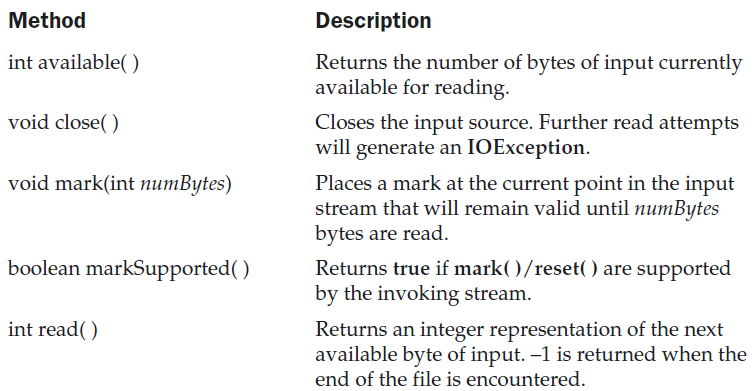 Method Description
int available( ) Returns the number of bytes of input currently
available for reading.
void close( ) Closes the input source. Further read attempts
will generate an IOException.
void mark(int numBytes) Places a mark at the current point in the input
stream that will remain valid until numBytes
bytes are read.
boolean markSupported( ) Returns true if mark( )/reset( ) are supported
by the invoking stream.
int read( ) Returns an integer representation of the next
available byte of input. –1 is returned when the
end of the file is encountered.